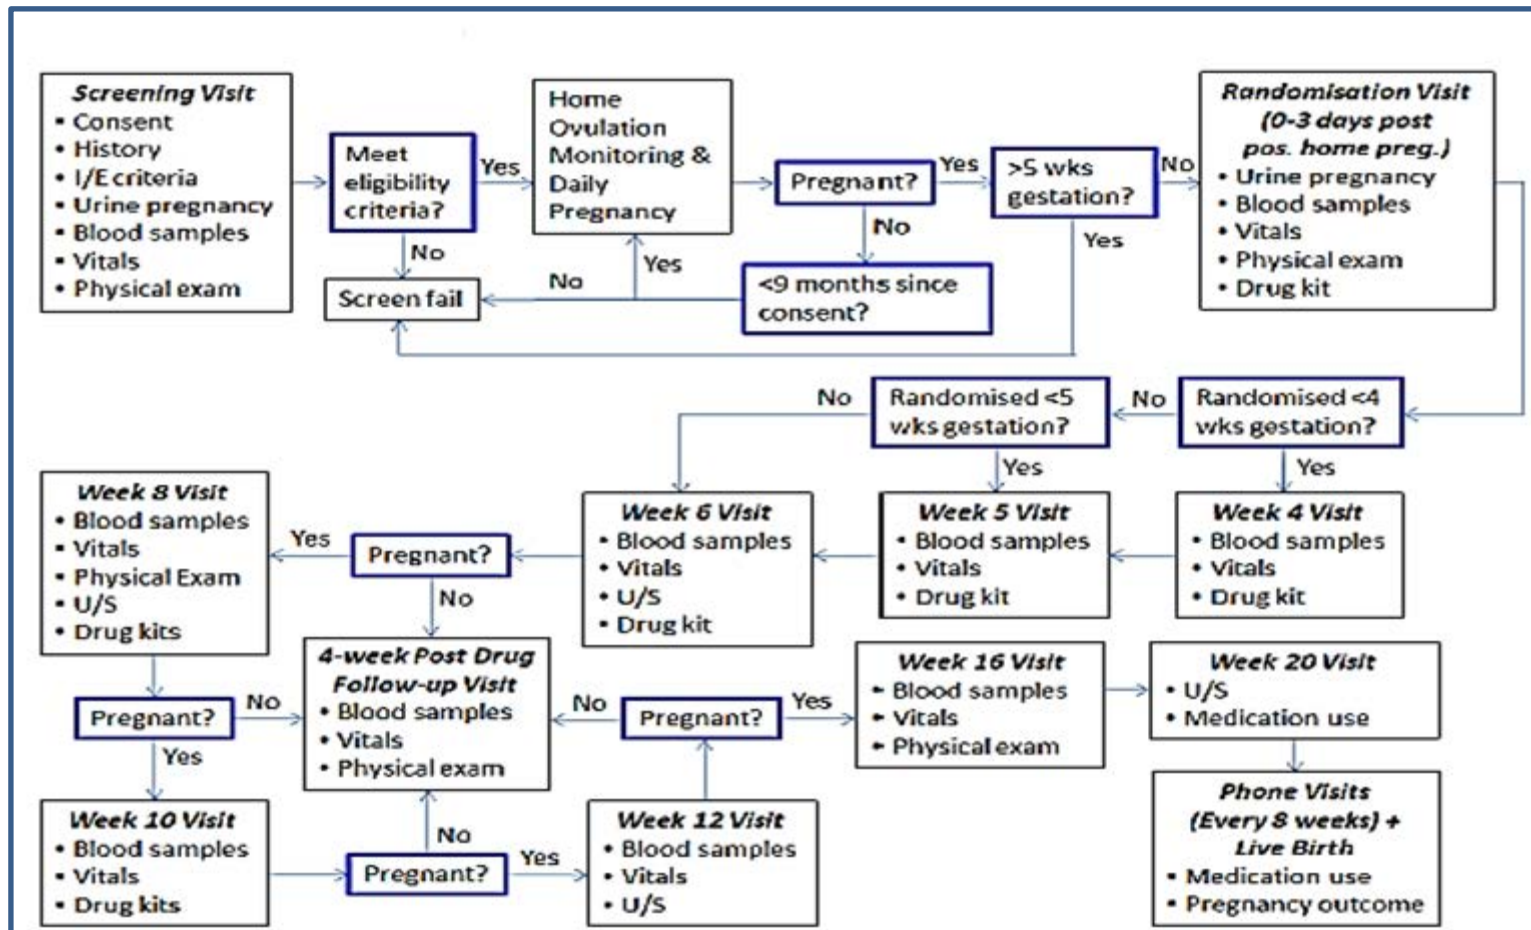 Screening Visit
▪ Consent
▪ History
▪ I/E criteria
▪ Urine pregnancy
▪ Blood samples
▪ Vitals
▪ Physical exam
Meet
eligibility
criteria?
Yes
No
Screen fail
Home
Ovulation
Monitoring &
Daily
Pregnancy
Pregnant?
Yes
No
<9 months since
consent?
Yes
No
>5 wks
gestation?
No
Yes
Randomisation Visit
(0-3 days post
pos. home preg.)
▪ Urine pregnancy
▪ Blood samples
▪ Vitals
▪ Physical exam
▪ Drug kit
Randomised <4
wks gestation?
No
Yes
Randomised <5
wks gestation?
No
Yes
Week 4 Visit
• Blood samples
• Vitals
• Drug kit
Week 5 Visit
• Blood samples
• Vitals
• Drug kit
Week 6 Visit
• Blood samples
• Vitals
• U/S
• Drug kit
Pregnant?
Yes
No
Week 8 Visit
▪ Blood samples
▪ Vitals
▪ Physical Exam
▪ U/S
▪ Drug kits
Pregnant?
No
Yes
4-week Post Drug
Follow-up Visit
• Blood samples
• Vitals
• Physical exam
Week 10 Visit
• Blood samples
• Vitals
• Drug kits
Pregnant?
No
Yes
Week 12 Visit
• Blood samples
• Vitals
• U/S
Pregnant?
No
Yes
Week 16 Visit
• Blood samples
• Vitals
• Physical exam
Week 20 Visit
• U/S
• Medication use
Phone Visits
(Every 8 weeks) +
Live Birth
• Medication use
• Pregnancy outcome